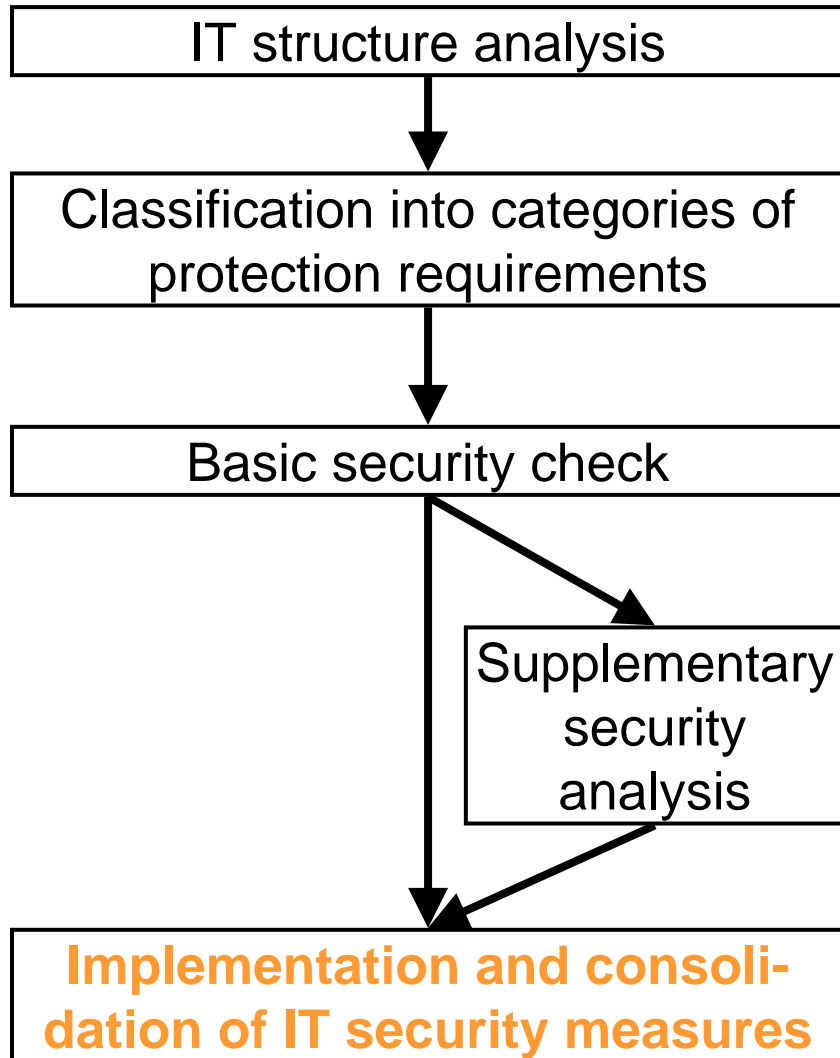 IT structure analysis
Classification into categories of
protection requirements
Basic security check
Supplementary
security
analysis
Implementation and consoli-
dation of IT security measures